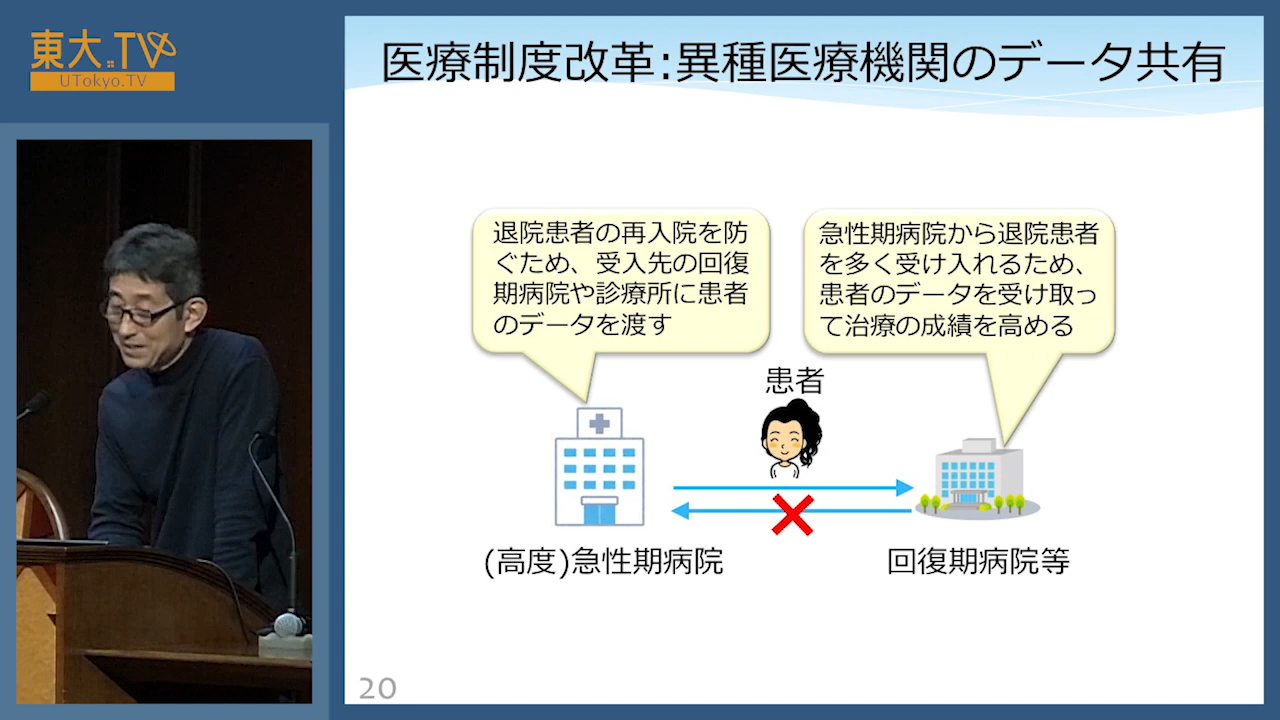 東大TV
UTokyo.TV
医療制度改革:異種医療機関のデータ共有
退院患者の再入院を防
ぐため、受入先の回復
期病院や診療所に患者
のデータを渡す
急性期病院から退院患者
を多く受け入れるため、
患者のデータを受け取っ
て治療の成績を高める
患者
(高度)急性期病院
回復期病院等
20